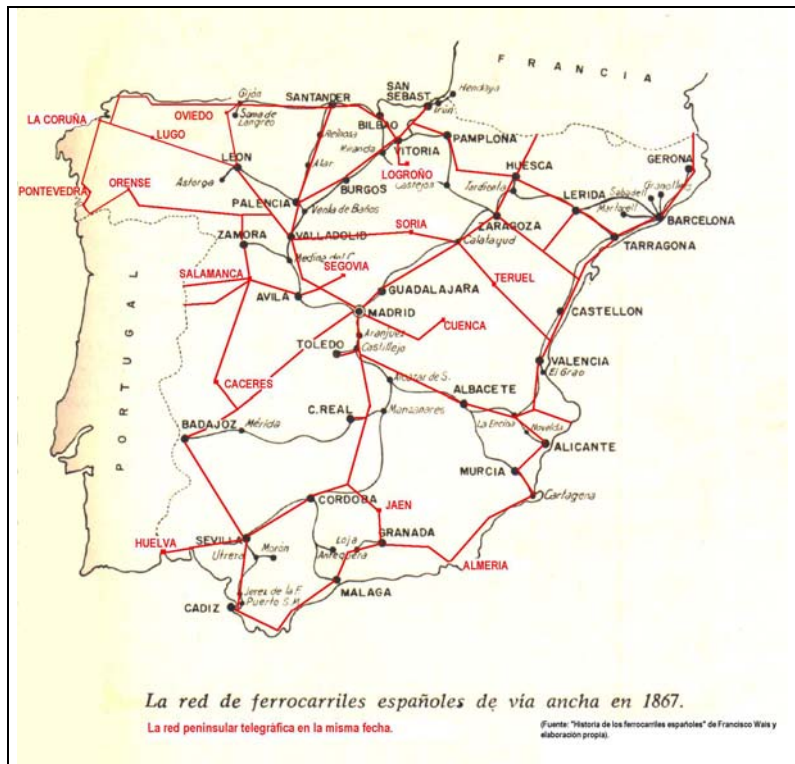 F R A N C I A
SAN
SEBAST
Hendaya
Irún
Gijón
SANTANDER
LA CORUÑA
OVIEDO
Sama de
Langreo
BILBAO
LUGO
Reinosa
VITORIA
PAMPLONA
Miranda
LEON
Alar
LOGROÑO
HUESCA
GERONA
PONTEVEDRA
ORENSE
Astorga
BURGOS
Castejon
Tardienta
LERIDA
Sabadell
Granollers
PALENCIA
Venta de Baños
Martorell
BARCELONA
SORIA
ZARAGOZA
ZAMORA
VALLADOLID
Calatayud
TARRAGONA
Medina del C.
SEGOVIA
SALAMANCA
TERUEL
AVILA
GUADALAJARA
CASTELLON
MADRID
CUENCA
Aranjuez
TOLEDO
Castillejo
VALENCIA
El Grao
CACERES
Alcazar de S.
ALBACETE
C.REAL
Manzanares
La Encina
Novelda
BADAJOZ
Mérida
ALICANTE
P O R T U G A L
MURCIA
CORDOBA
JAEN
Cartagena
HUELVA
SEVILLA
Loja
GRANADA
Utrera
Morón
Antequera
ALMERIA
Jerez de la F.
Puerto S.M.
MALAGA
CADIZ
La red de ferrocarriles españoles de vía ancha en 1867.
La red peninsular telegráfica en la misma fecha.
(Fuente: "Historia de los ferrocarriles españoles" de Francisco Wais y
elaboración propia).